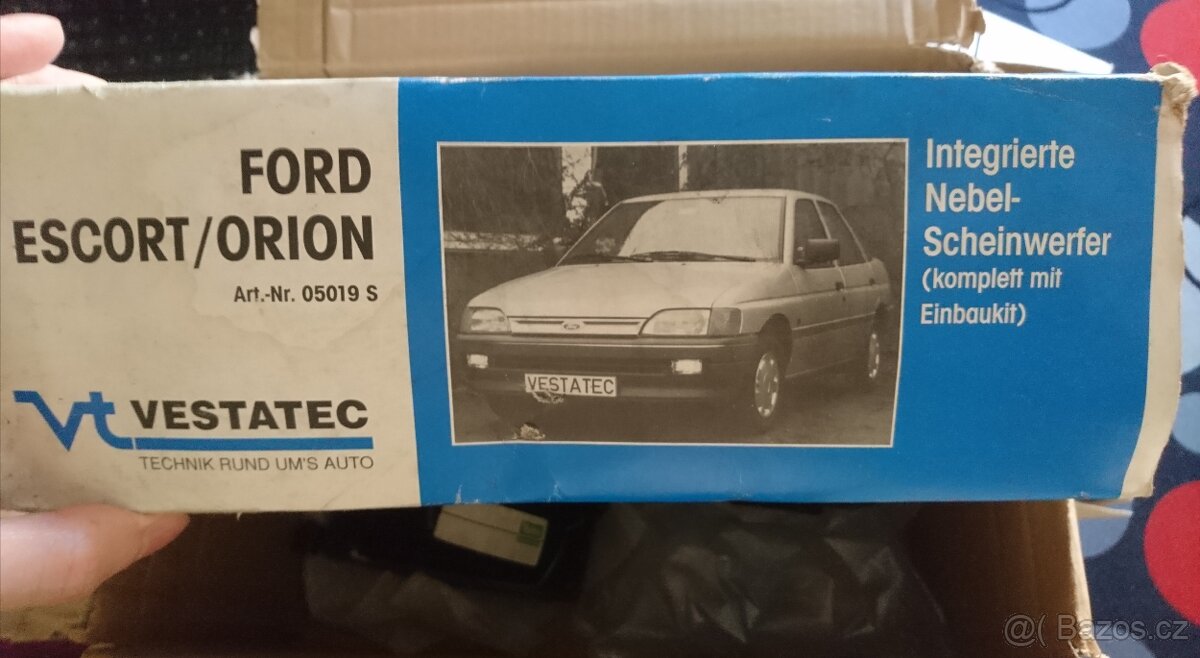 FORD
ESCORT/ORION
Art.-Nr. 05019 S
vt VESTATEC
TECHNIK RUND UM'S AUTO
VESTATEC
Integrierte
Nebel-
Scheinwerfer
(komplett mit
Einbaukit)
@( Bazos.cz